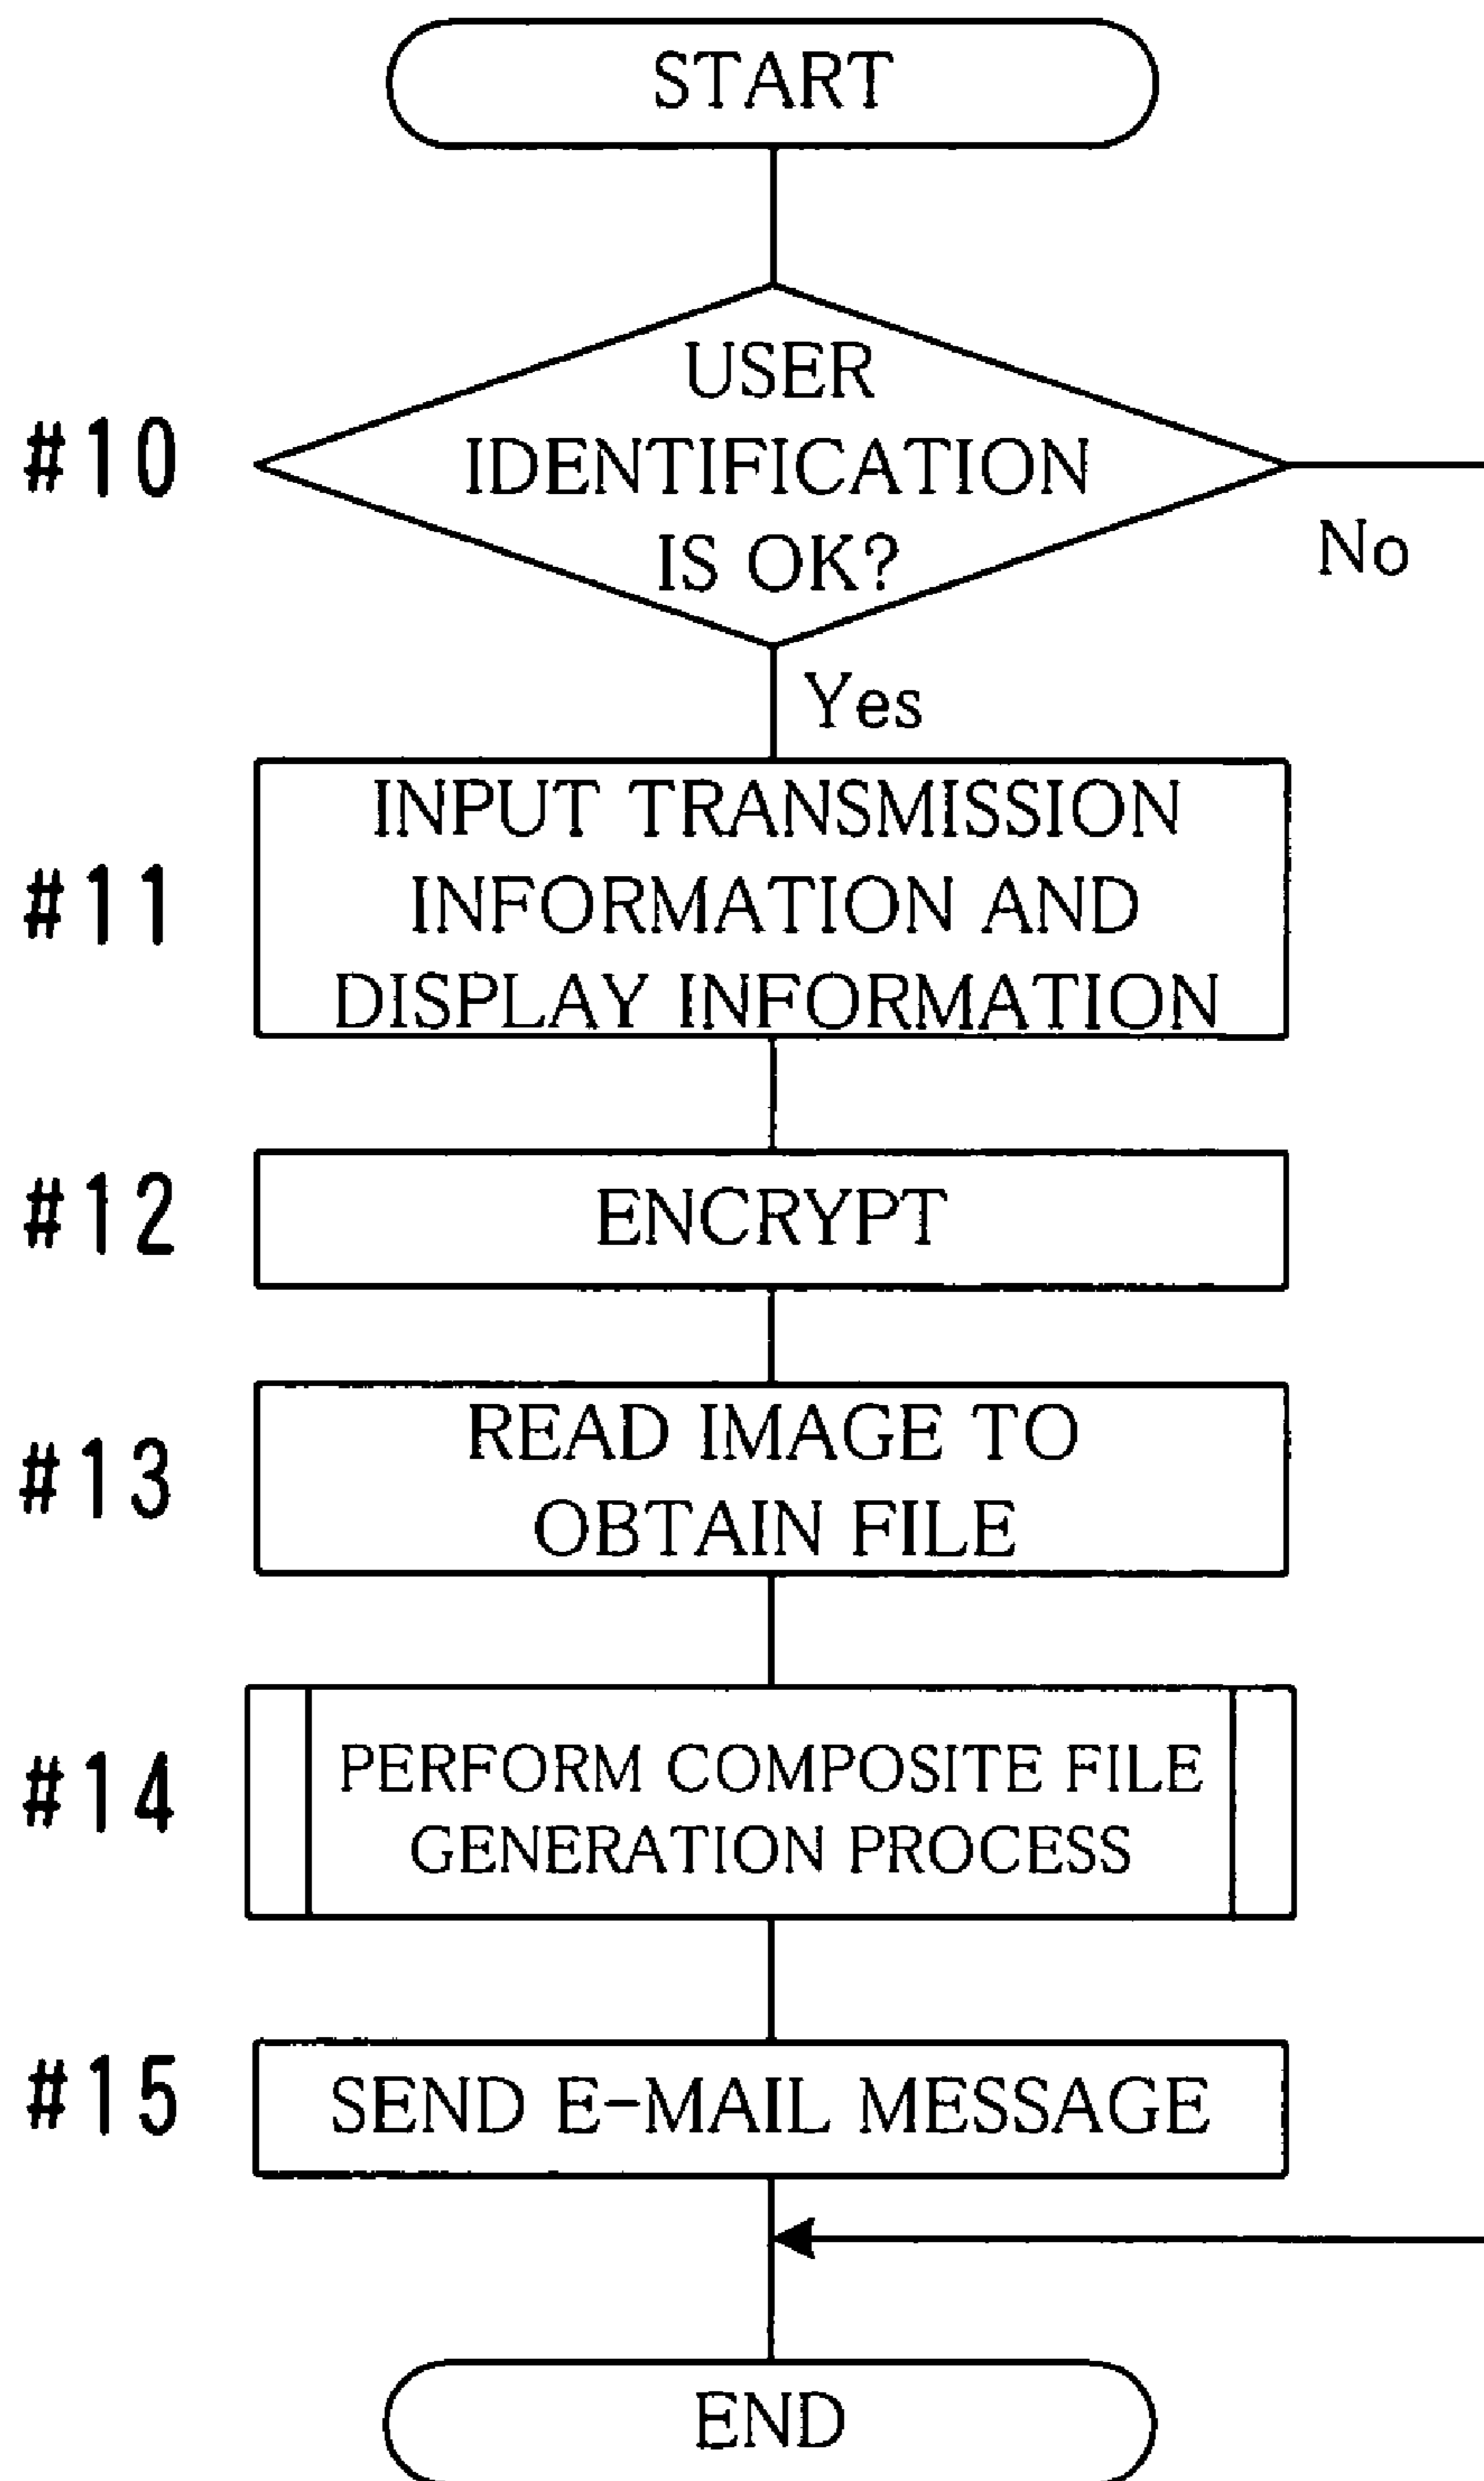 START
#10
USER
IDENTIFICATION
IS OK?
No
Yes
#11
INPUT TRANSMISSION
INFORMATION AND
DISPLAY INFORMATION
#12
ENCRYPT
#13
READ IMAGE TO
OBTAIN FILE
#14
PERFORM COMPOSITE FILE
GENERATION PROCESS
#15
SEND E-MAIL MESSAGE
END